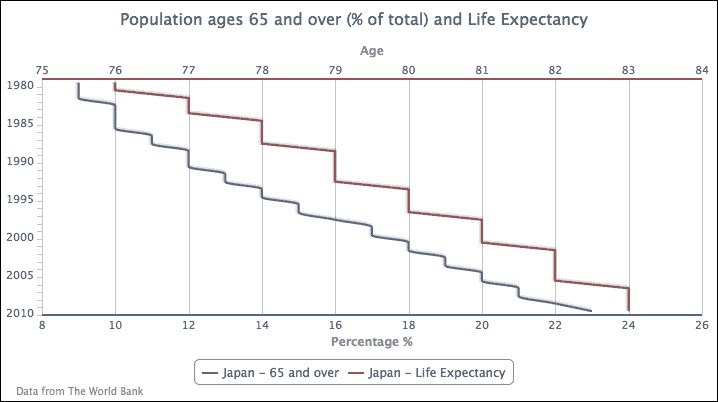 Population ages 65 and over (% of total) and Life Expectancy
Age
75 76 77 78 79 80 81 82 83 84
1980
1985
1990
1995
2000
2005
2010
8 10 12 14 16 18 20 22 24 26
Percentage %
Japan - 65 and over Japan - Life Expectancy
Data from The World Bank